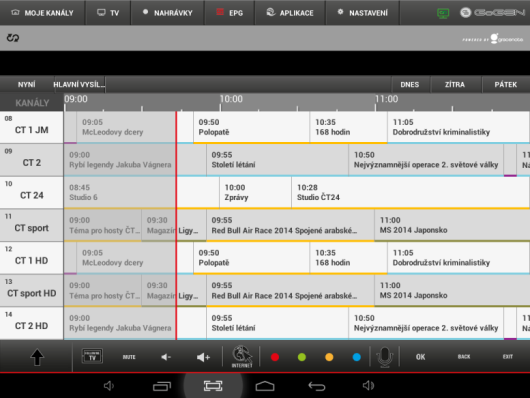 MOJE KANÁLY TV NAHRÁVKY EPG APLIKACE NASTAVENÍ GoGEN
POWERED BY
NYNÍ HLAVNÍ VYSÍL... DNES ZÍTRA PÁTEK
KANÁLY 09:00 10:00 11:00
08 CT 1 JM 09:05 McLeodovy dcery 09:50 Polopatě 10:35 168 hodin 11:05 Dobrodružství kriminalistiky
09 CT 2 09:00 Rybí legendy Jakuba Vágnera 09:55 Století létání 10:50 Nejvýznamnější operace 2. světové války 11 Na
10 CT 24 08:45 Studio 6 10:00 Zprávy 10:28 Studio ČT24
11 CT sport 09:00 Téma pro hosty ČT... 09:30 Magazín Ligy... 09:55 Red Bull Air Race 2014 Spojené arabské... 11:00 MS 2014 Japonsko
12 CT 1 HD 09:05 McLeodovy dcery 09:50 Polopatě 10:35 168 hodin 11:05 Dobrodružství kriminalistiky
13 CT sport HD 09:00 Téma pro hosty ČT... 09:30 Magazín Ligy... 09:55 Red Bull Air Race 2014 Spojené arabské... 11:00 MS 2014 Japonsko
14 CT 2 HD 09:00 Rybí legendy Jakuba Vágnera 09:55 Století létání 10:50 Nejvýznamnější operace 2. světové války 11 Na
TV MUTE INTERNET OK BACK EXIT